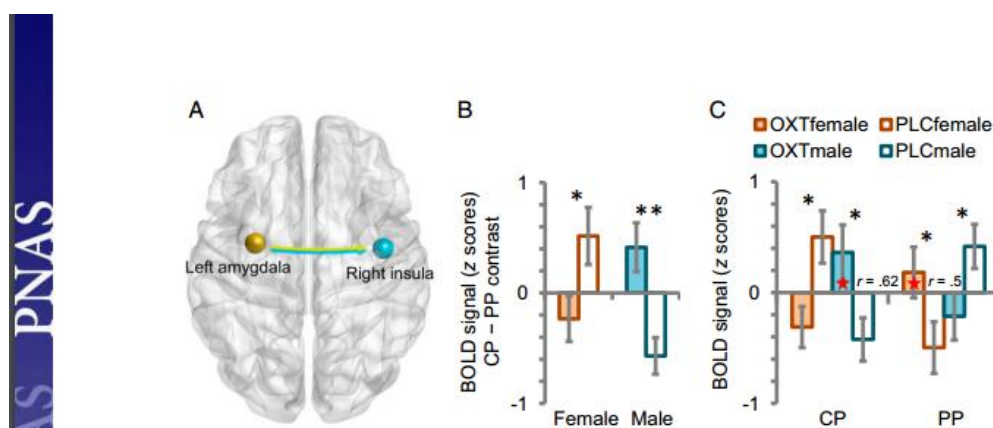 PNAS
AS
A
Left amygdala
Right insula
B
BOLD signal (z scores)
CP – PP contrast
1
0
-1
*
**
Female
Male
C
OXTfemale
PLCfemale
OXTmale
PLCmale
BOLD signal (z scores)
1
0
-1
*
*
*
*
r = .62
r = .5
CP
PP